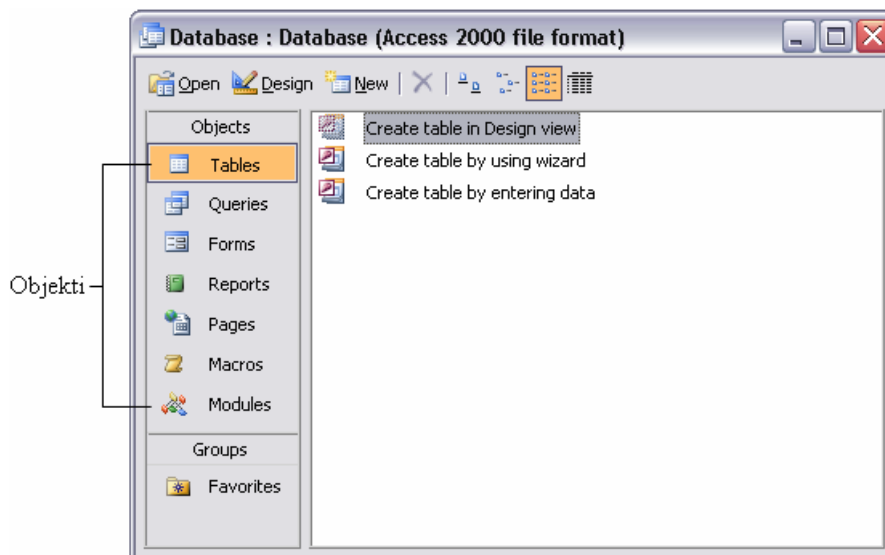 Database : Database (Access 2000 file format)
Open Design New
Objects
Tables
Queries
Forms
Reports
Pages
Macros
Modules
Groups
Favorites
Create table in Design view
Create table by using wizard
Create table by entering data
Objekti